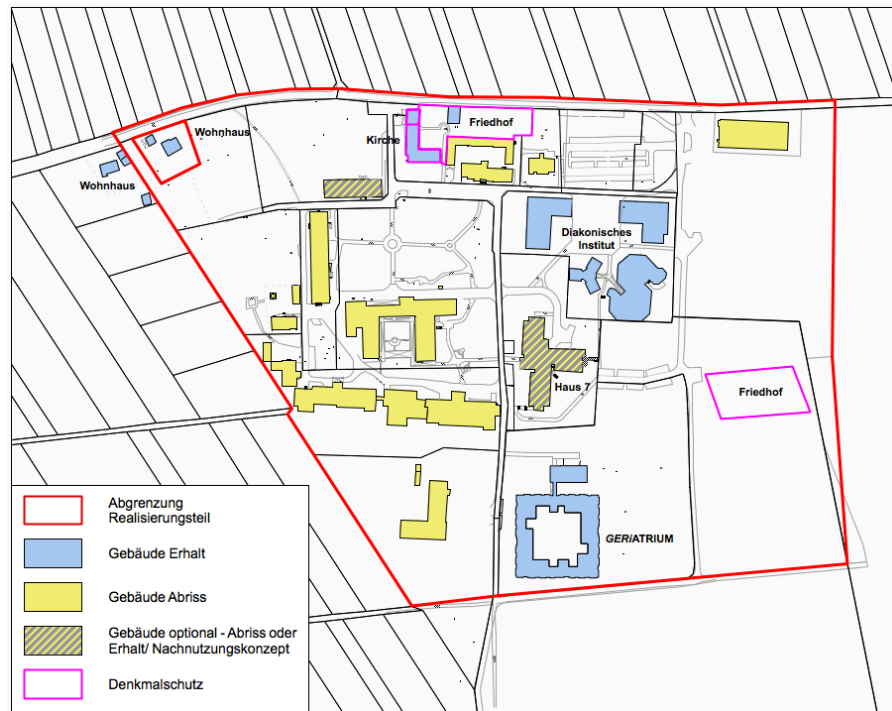 Friedhof
Wohnhaus
Kirche
Wohnhaus
Diakonisches
Institut
Haus 7
Friedhof
GERIATRIUM
Abgrenzung
Realisierungsteil
Gebäude Erhalt
Gebäude Abriss
Gebäude optional - Abriss oder
Erhalt/ Nachnutzungskonzept
Denkmalschutz